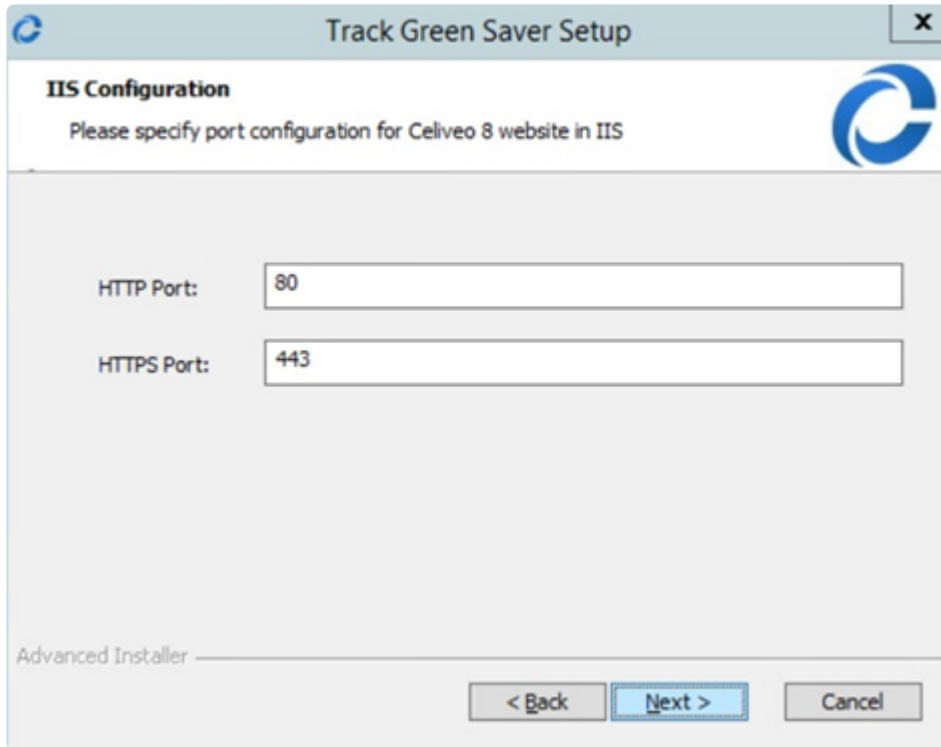 Track Green Saver Setup
x
IIS Configuration
Please specify port configuration for Celiveo 8 website in IIS
HTTP Port:
80
HTTPS Port:
443
Advanced Installer
< Back
Next >
Cancel